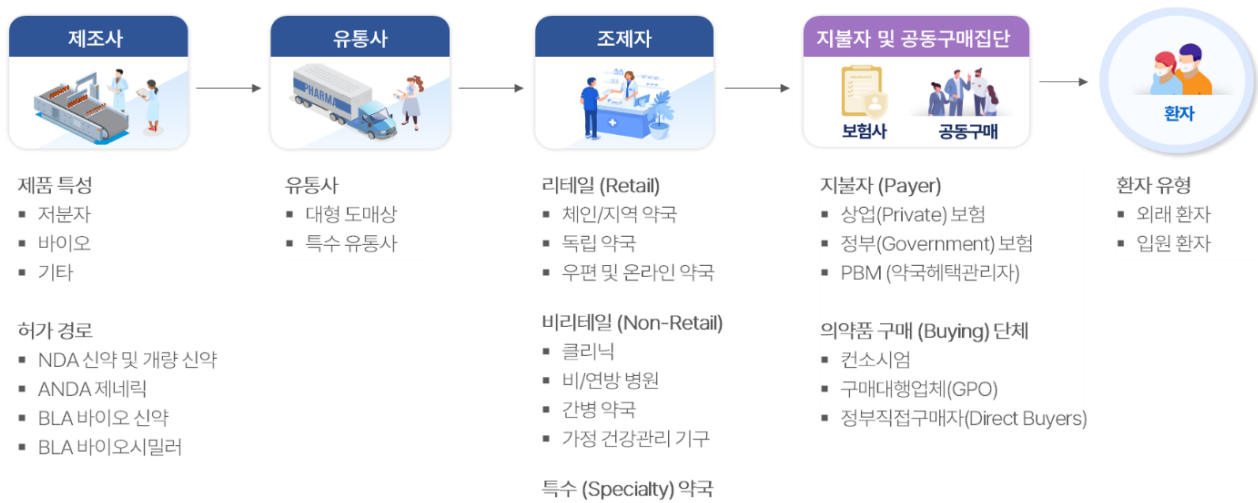 제조사
유통사
조제자
지불자 및 공동구매집단
PHARMA
보험사
공동구매
환자
제품 특성
▪ 저분자
▪ 바이오
▪ 기타
허가 경로
▪ NDA 신약 및 개량 신약
▪ ANDA 제네릭
▪ BLA 바이오 신약
▪ BLA 바이오시밀러
유통사
▪ 대형 도매상
▪ 특수 유통사
리테일 (Retail)
▪ 체인/지역 약국
▪ 독립 약국
▪ 우편 및 온라인 약국
비리테일 (Non-Retail)
▪ 클리닉
▪ 비/연방 병원
▪ 간병 약국
▪ 가정 건강관리 기구
특수 (Specialty) 약국
지불자 (Payer)
▪ 상업(Private) 보험
▪ 정부(Government) 보험
▪ PBM (약국헤택관리자)
의약품 구매 (Buying) 단체
▪ 컨소시엄
▪ 구매대행업체(GPO)
▪ 정부직접구매자(Direct Buyers)
환자 유형
▪ 외래 환자
▪ 입원 환자